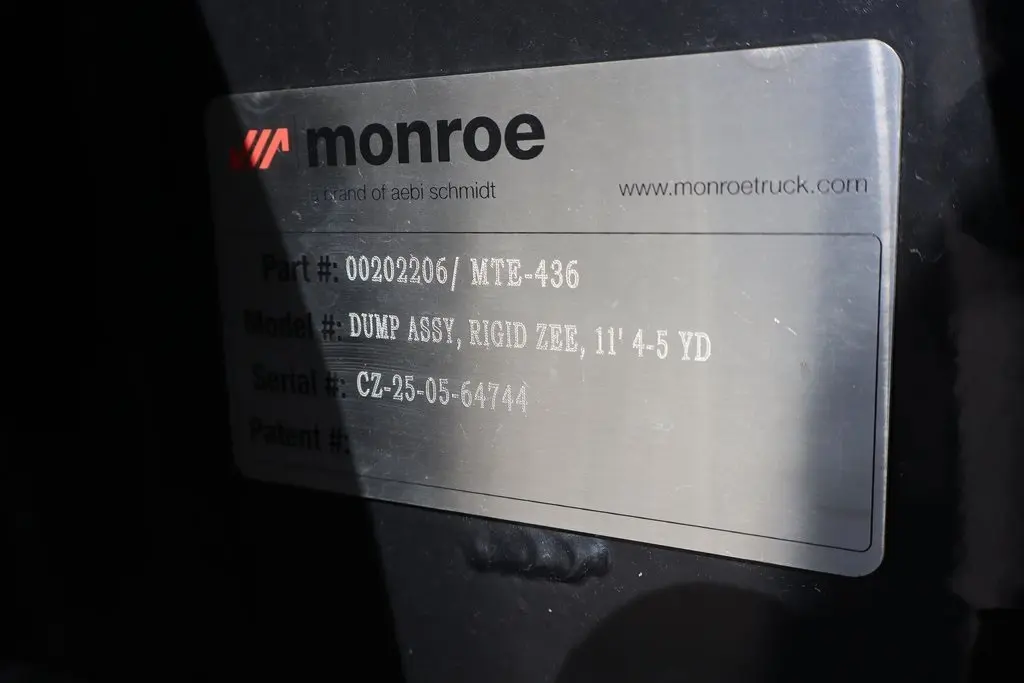 monroe
a brand of aebi schmidt
www.monroetruck.com
Part #: 00202206/ MTE-436
Model #: DUMP ASSY, RIGID ZEE, 11' 4-5 YD
Serial #: CZ-25-05-64744
Patent #: